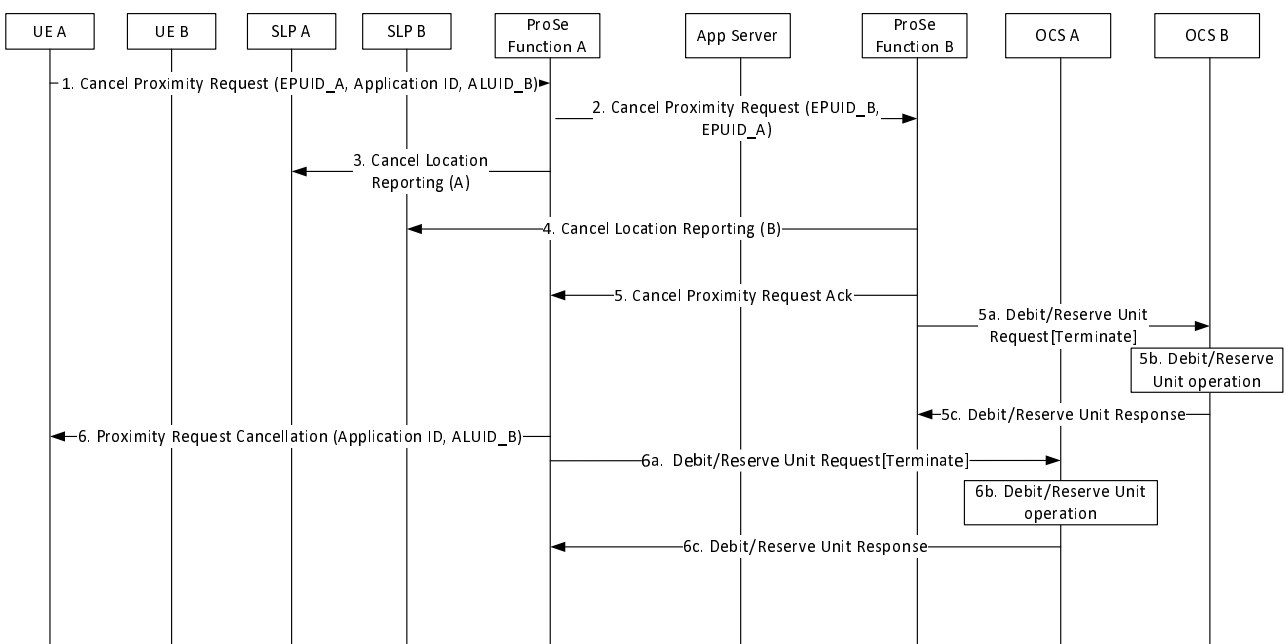 UE A
UE B
SLP A
SLP B
ProSe
Function A
App Server
ProSe
Function B
OCS A
OCS B
1. Cancel Proximity Request (EPUID_A, Application ID, ALUID_B)
2. Cancel Proximity Request (EPUID_B,
EPUID_A)
3. Cancel Location
Reporting (A)
4. Cancel Location Reporting (B)
5. Cancel Proximity Request Ack
5a. Debit/Reserve Unit
Request[Terminate]
5b. Debit/Reserve
Unit operation
5c. Debit/Reserve Unit Response
6. Proximity Request Cancellation (Application ID, ALUID_B)
6a. Debit/Reserve Unit Request[Terminate]
6b. Debit/Reserve Unit
operation
6c. Debit/Reserve Unit Response